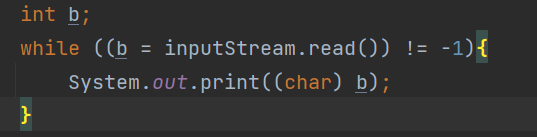 int b;
while ((b = inputStream.read()) != -1){
    System.out.print((char) b);
}